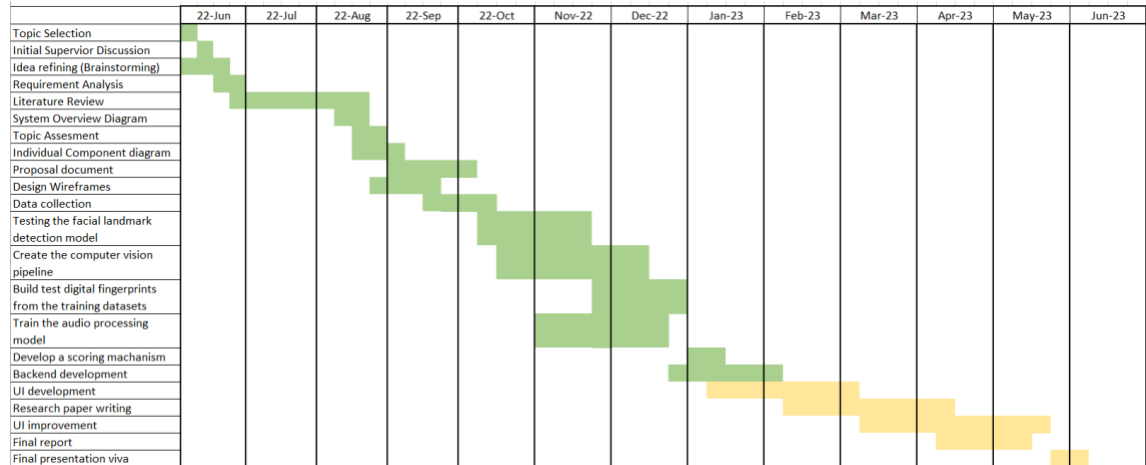 22-Jun 22-Jul 22-Aug 22-Sep 22-Oct Nov-22 Dec-22 Jan-23 Feb-23 Mar-23 Apr-23 May-23 Jun-23
Topic Selection
Initial Supervior Discussion
Idea refining (Brainstorming)
Requirement Analysis
Literature Review
System Overview Diagram
Topic Assesment
Individual Component diagram
Proposal document
Design Wireframes
Data collection
Testing the facial landmark
detection model
Create the computer vision
pipeline
Build test digital fingerprints
from the training datasets
Train the audio processing
model
Develop a scoring machanism
Backend development
UI development
Research paper writing
UI improvement
Final report
Final presentation viva